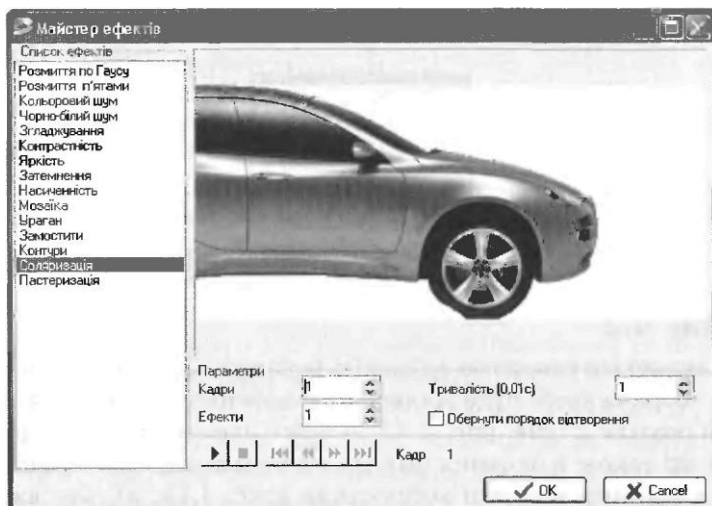 Майстер ефектів
Список ефектів
Розмиття по Гаусу
Розмиття п'ятами
Кольоровий шум
Чорно-білий шум
Згладжування
Контрастність
Яркість
Затемнення
Насиченність
Мозаїка
Ураган
Замостити
Контури
Соляризація
Пастеризація
Параметри
Кадри 1 Тривалість (0,01с) 1
Ефекти 1 Обернути порядок відтворення
Кадр 1
OK Cancel